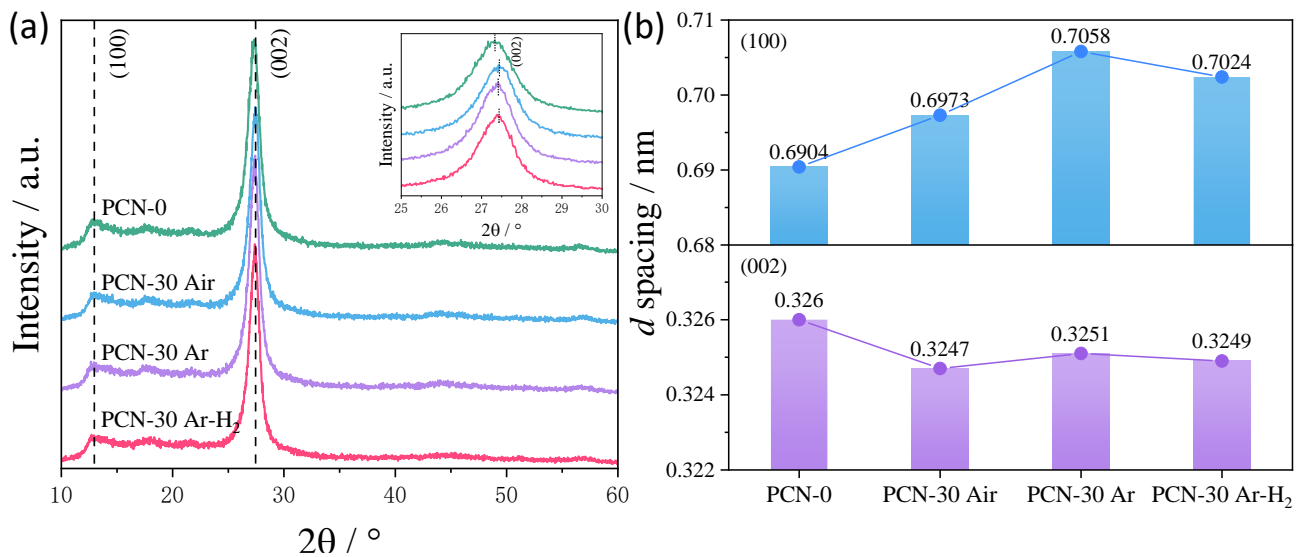 (a)
(100)
(002)
PCN-0
PCN-30 Air
PCN-30 Ar
PCN-30 Ar-H₂
Intensity / a.u.
10 20 30 40 50 60
2θ / °
(002)
Intensity / a.u.
25 26 27 28 29 30
2θ / °
(b)
(100)
0.71
0.70
0.69
0.68
0.6904
0.6973
0.7058
0.7024
d spacing / nm
(002)
0.326
0.324
0.322
0.326
0.3247
0.3251
0.3249
PCN-0 PCN-30 Air PCN-30 Ar PCN-30 Ar-H₂